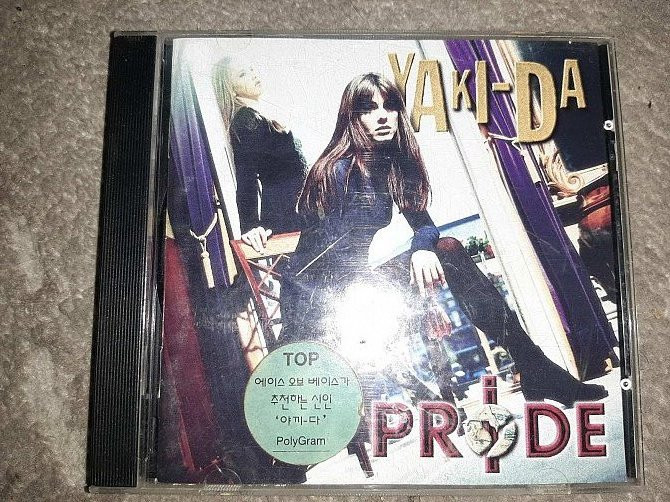 YAKI-DA
TOP
에이스 오브 베이스가
추천하는 신인
'야끼-다'
PolyGram
PRiDE